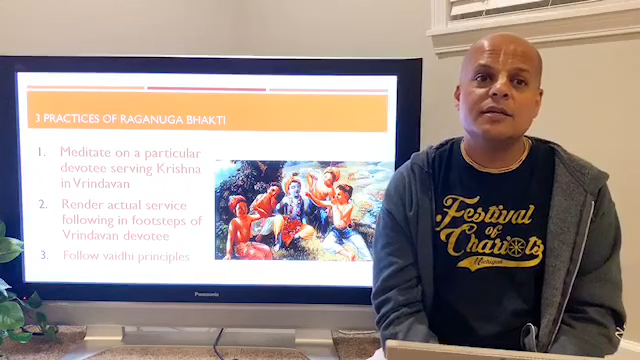 3 PRACTICES OF RAGANUGA BHAKTI
1. Meditate on a particular
devotee serving Krishna
in Vrindavan
2. Render actual service
following in footsteps of
Vrindavan devotee
3. Follow vaidhi principles
Panasonic
Festival
of
Chariots
Michigan